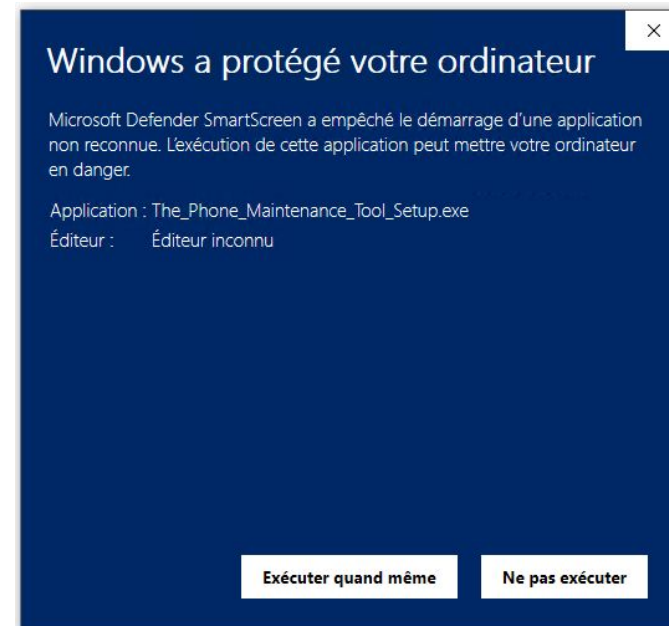 Windows a protégé votre ordinateur
Microsoft Defender SmartScreen a empêché le démarrage d’une application
non reconnue. L’exécution de cette application peut mettre votre ordinateur
en danger.
Application : The_Phone_Maintenance_Tool_Setup.exe
Éditeur : Éditeur inconnu
Exécuter quand même Ne pas exécuter